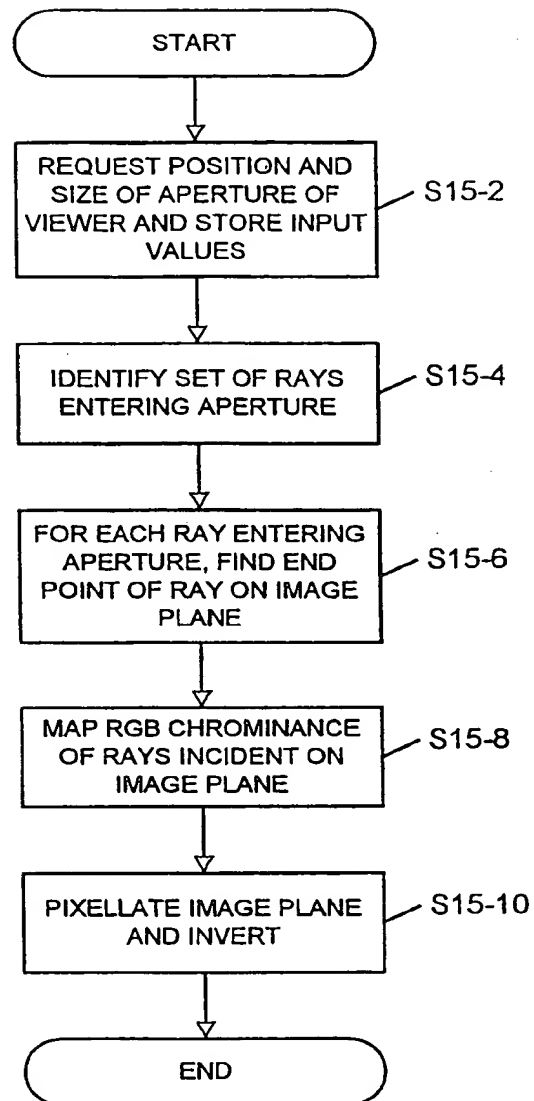 START
REQUEST POSITION AND
SIZE OF APERTURE OF
VIEWER AND STORE INPUT
VALUES
S15-2
IDENTIFY SET OF RAYS
ENTERING APERTURE
S15-4
FOR EACH RAY ENTERING
APERTURE, FIND END
POINT OF RAY ON IMAGE
PLANE
S15-6
MAP RGB CHROMINANCE
OF RAYS INCIDENT ON
IMAGE PLANE
S15-8
PIXELLATE IMAGE PLANE
AND INVERT
S15-10
END